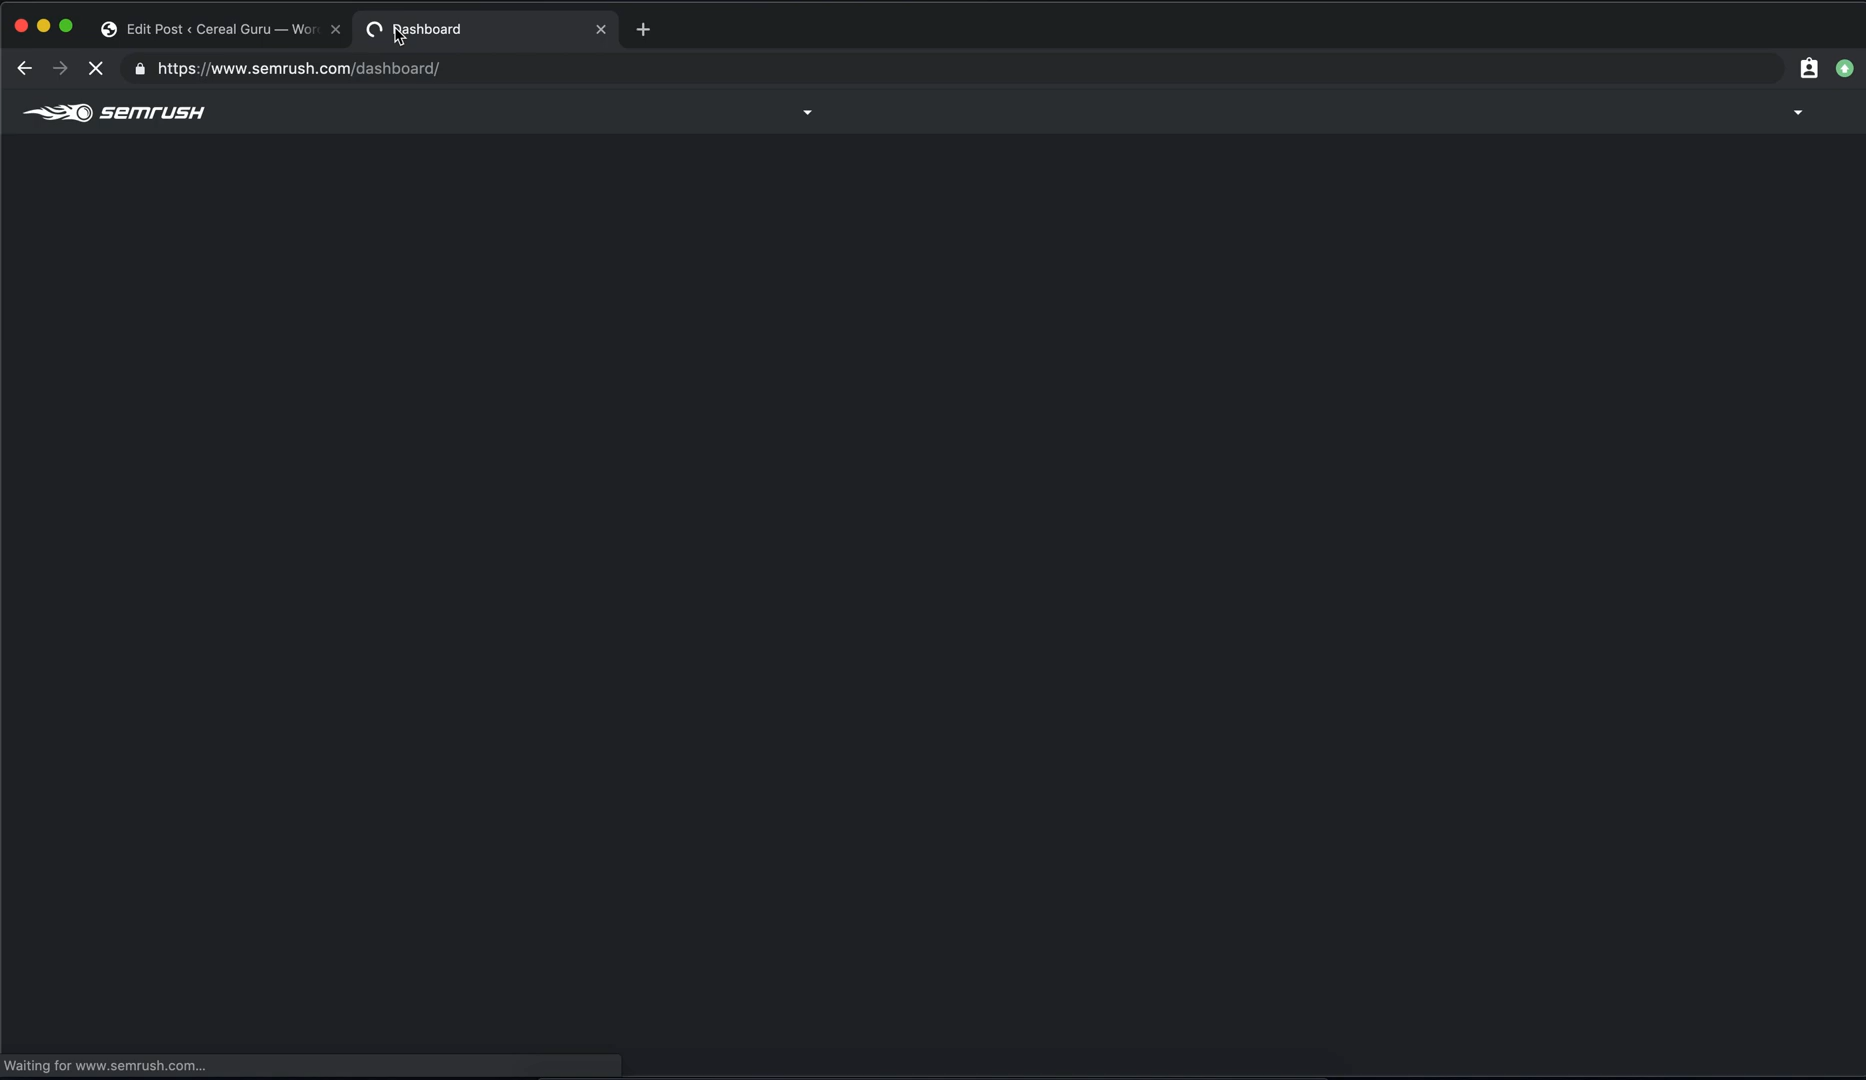 Edit Post ‹ Cereal Guru — Wor
Dashboard
https://www.semrush.com/dashboard/
semrush
Waiting for www.semrush.com...